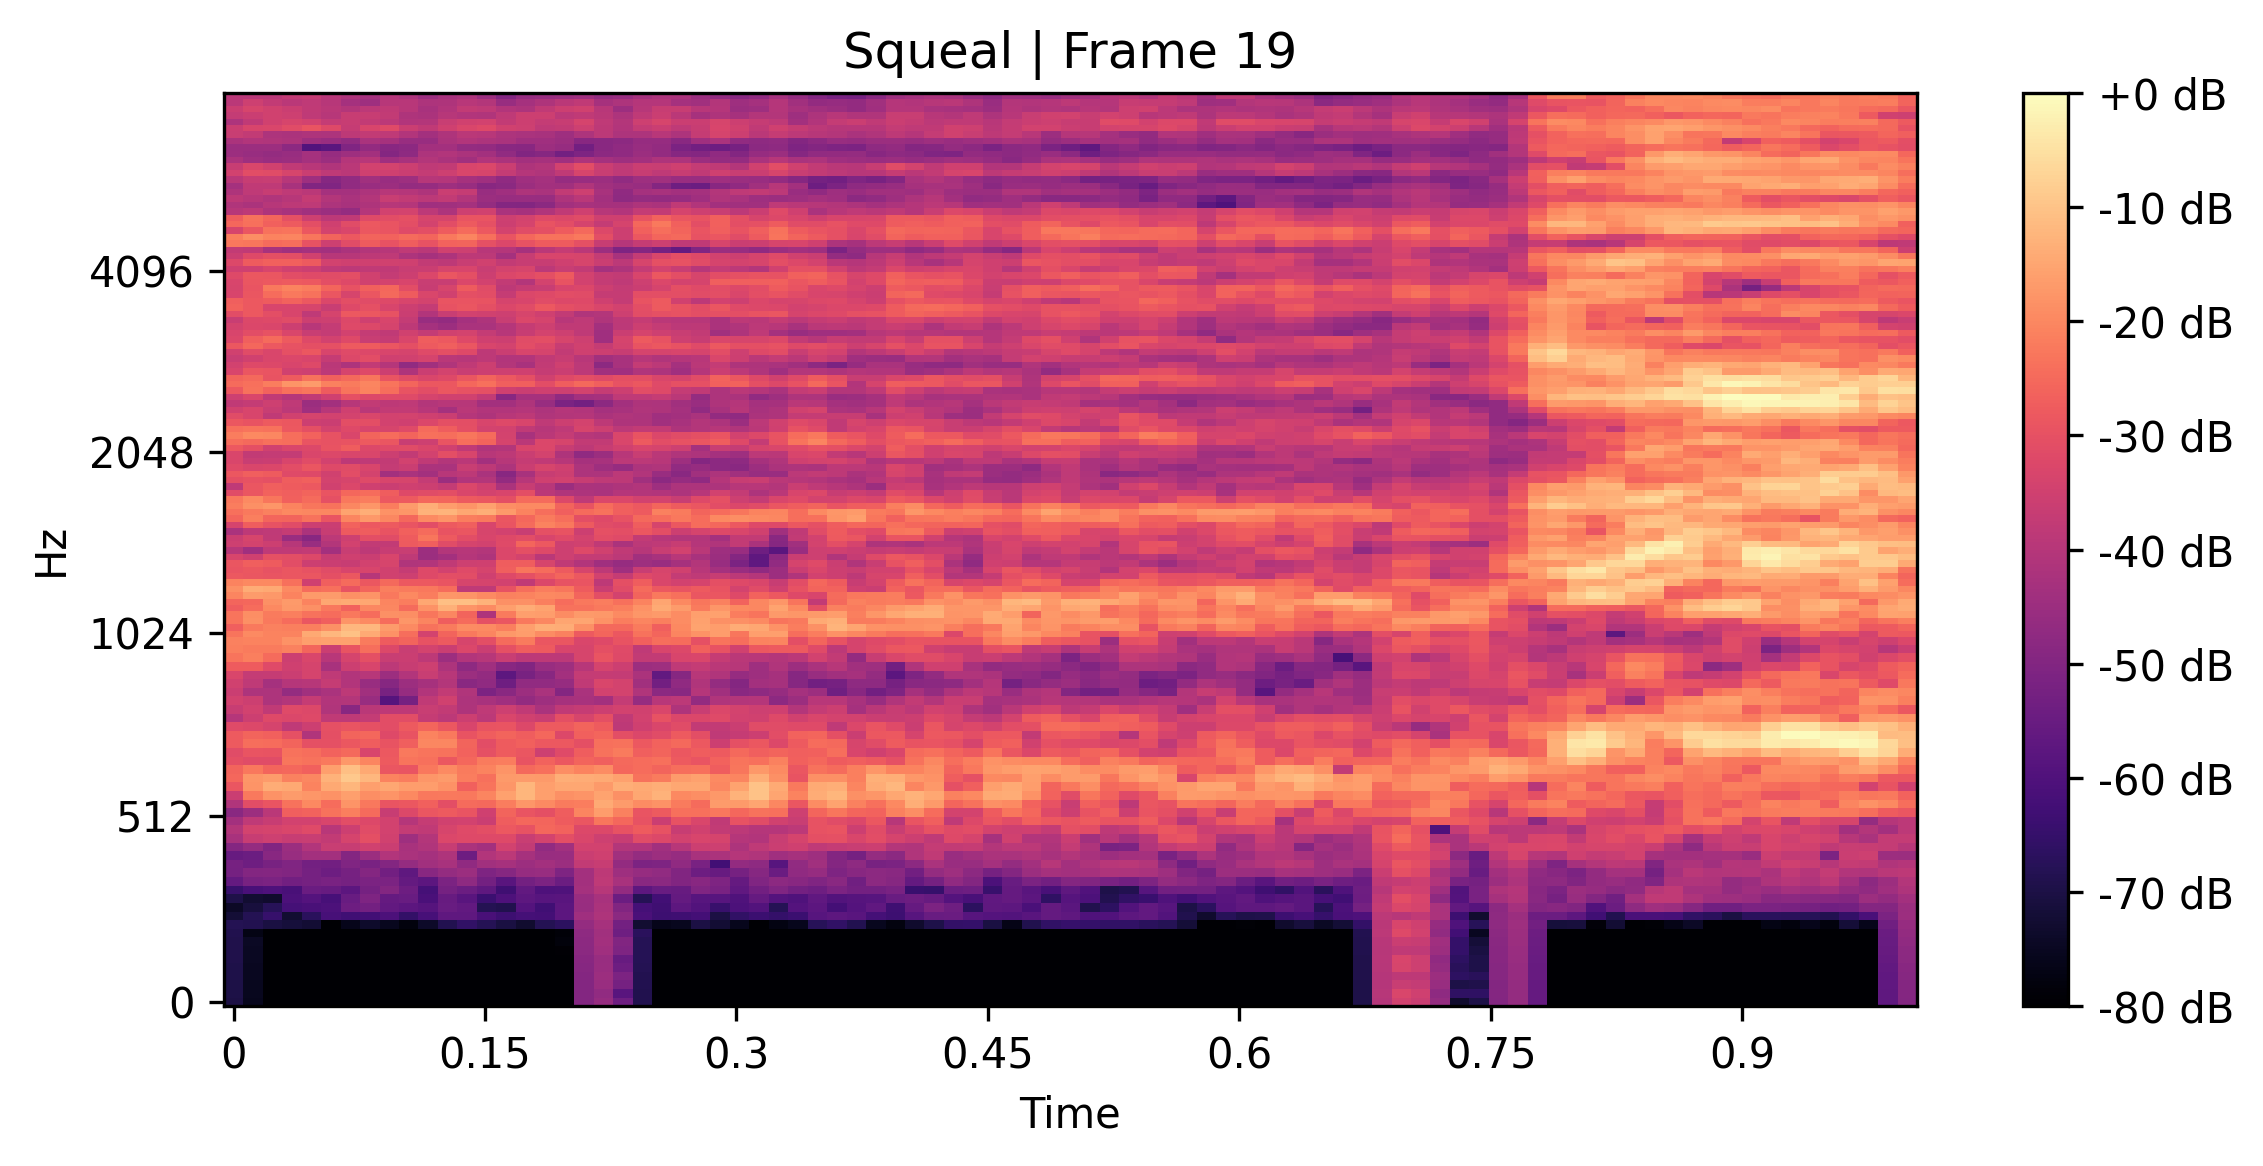 Squeal | Frame 19
+0 dB
-10 dB
-20 dB
-30 dB
-40 dB
-50 dB
-60 dB
-70 dB
-80 dB
Hz
4096
2048
1024
512
0
0 0.15 0.3 0.45 0.6 0.75 0.9
Time